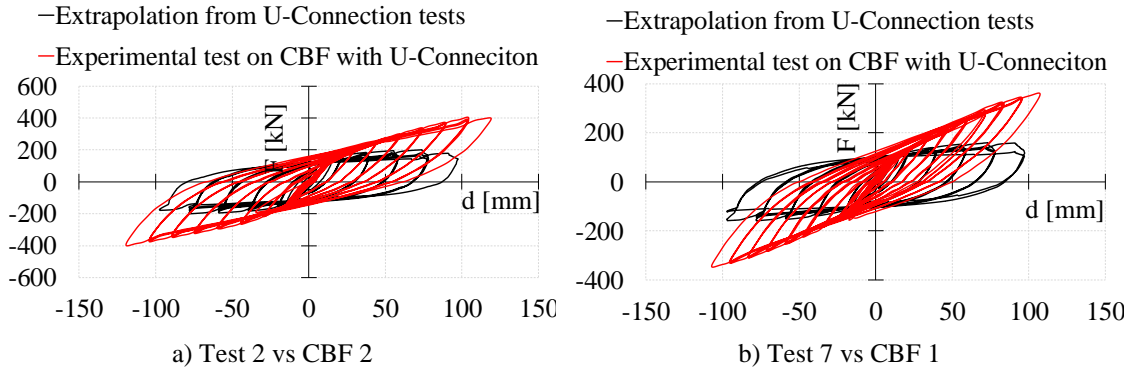 Extrapolation from U-Connection tests
Experimental test on CBF with U-Conneciton
600
400
200
0
-200
-400
-600
[kN]
d [mm]
-150 -100 -50 0 50 100 150
a) Test 2 vs CBF 2
Extrapolation from U-Connection tests
Experimental test on CBF with U-Conneciton
400
200
0
-200
-400
F [kN]
d [mm]
-150 -100 -50 0 50 100 150
b) Test 7 vs CBF 1